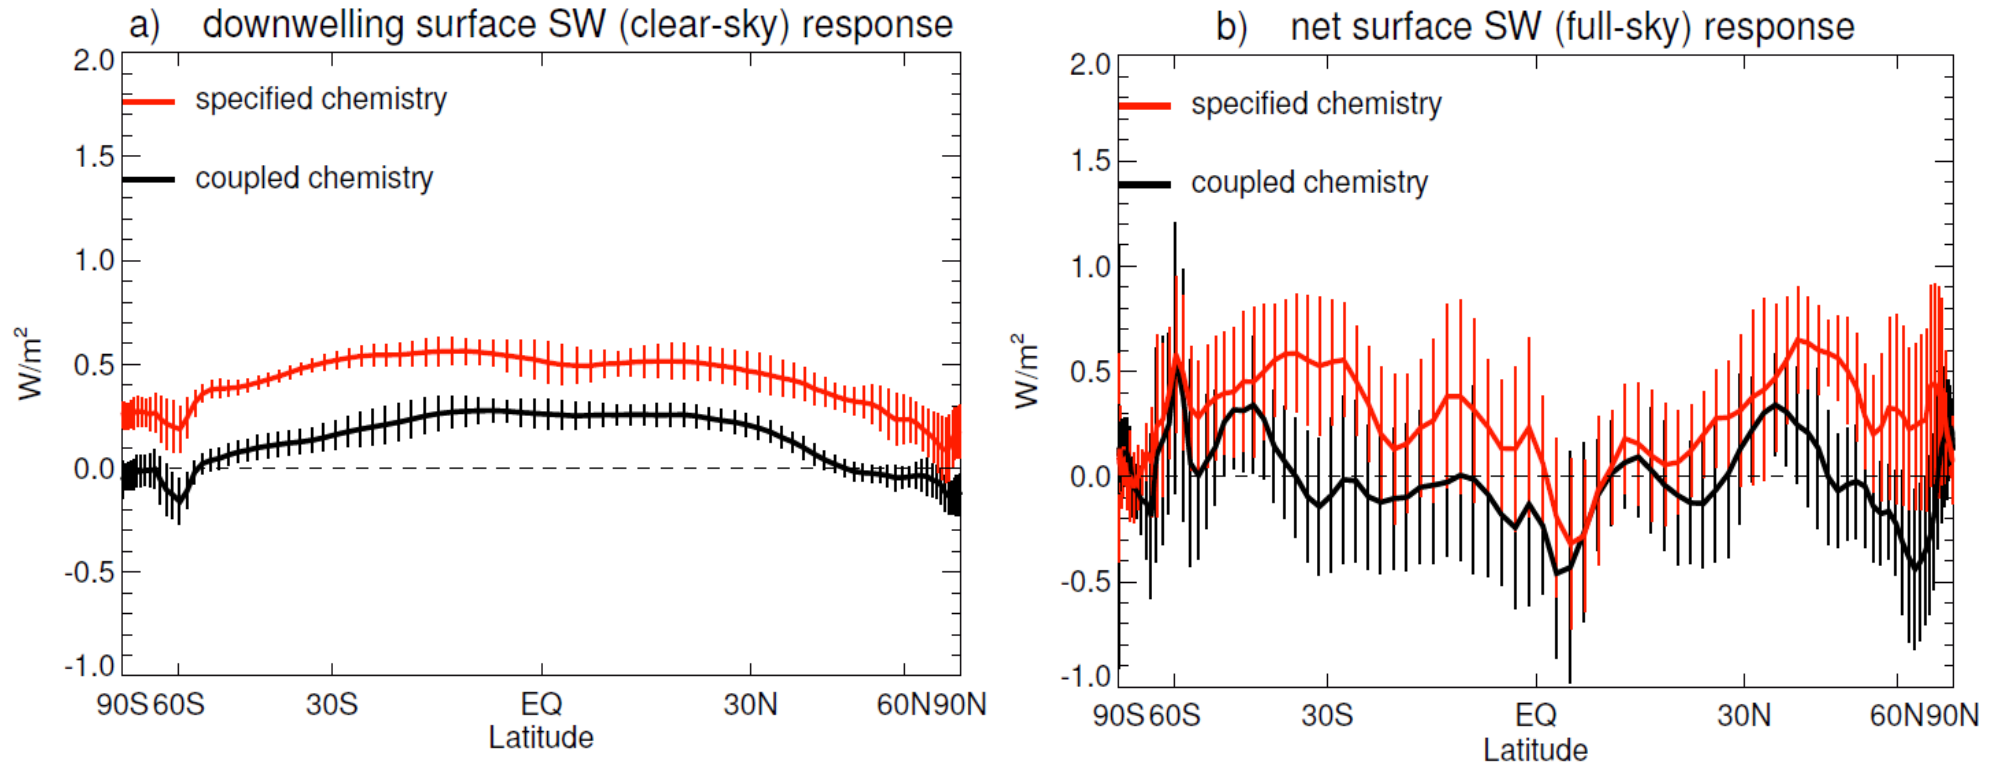 a) downwelling surface SW (clear-sky) response
2.0
specified chemistry
1.5
coupled chemistry
1.0
W/m²
0.5
0.0
-0.5
-1.0
90S 60S 30S EQ 30N 60N 90N
Latitude
b) net surface SW (full-sky) response
2.0
specified chemistry
1.5
coupled chemistry
1.0
W/m²
0.5
0.0
-0.5
-1.0
90S 60S 30S EQ 30N 60N 90N
Latitude